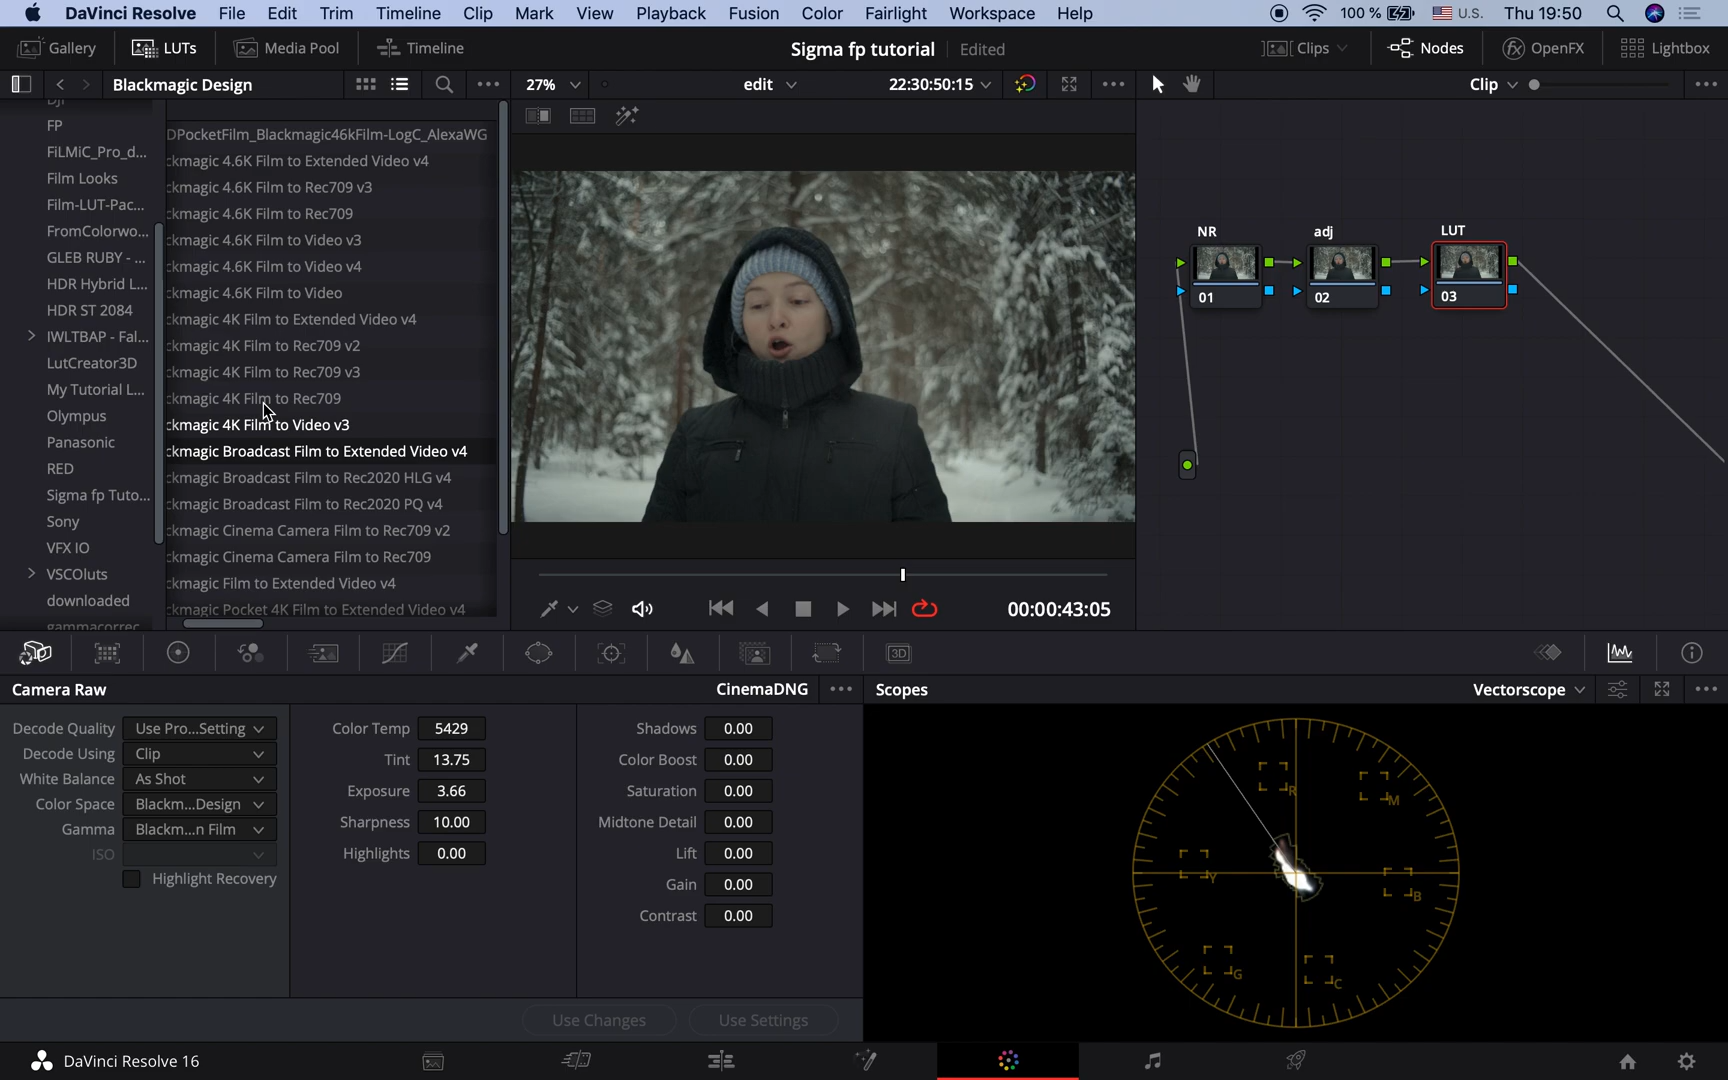 DaVinci Resolve File Edit Trim Timeline Clip Mark View Playback Fusion Color Fairlight Workspace Help 100 % U.S. Thu 19:50
Gallery LUTs Media Pool Timeline Sigma fp tutorial Edited Clips Nodes OpenFX Lightbox
Blackmagic Design 27% edit 22:30:50:15 Clip
FP
FiLMiC_Pro_d...
Film Looks
Film-LUT-Pac...
FromColorwo...
GLEB RUBY - ...
HDR Hybrid L...
HDR ST 2084
IWLTBAP - Fal...
LutCreator3D
My Tutorial L...
Olympus
Panasonic
RED
Sigma fp Tuto...
Sony
VFX IO
VSCOluts
downloaded
gammacorrec
DPocketFilm_Blackmagic46kFilm-LogC_AlexaWG
ckmagic 4.6K Film to Extended Video v4
ckmagic 4.6K Film to Rec709 v3
ckmagic 4.6K Film to Rec709
ckmagic 4.6K Film to Video v3
ckmagic 4.6K Film to Video v4
ckmagic 4.6K Film to Video
ckmagic 4K Film to Extended Video v4
ckmagic 4K Film to Rec709 v2
ckmagic 4K Film to Rec709 v3
ckmagic 4K Film to Rec709
ckmagic 4K Film to Video v3
ckmagic Broadcast Film to Extended Video v4
ckmagic Broadcast Film to Rec2020 HLG v4
ckmagic Broadcast Film to Rec2020 PQ v4
ckmagic Cinema Camera Film to Rec709 v2
ckmagic Cinema Camera Film to Rec709
ckmagic Film to Extended Video v4
ckmagic Pocket 4K Film to Extended Video v4
NR adj LUT
01 02 03
00:00:43:05
3D
Camera Raw CinemaDNG
Decode Quality Use Pro...Setting
Decode Using Clip
White Balance As Shot
Color Space Blackm...Design
Gamma Blackm...n Film
ISO
Highlight Recovery
Color Temp 5429
Tint 13.75
Exposure 3.66
Sharpness 10.00
Highlights 0.00
Shadows 0.00
Color Boost 0.00
Saturation 0.00
Midtone Detail 0.00
Lift 0.00
Gain 0.00
Contrast 0.00
Use Changes Use Settings
Scopes Vectorscope
R
M
Y
B
G
C
DaVinci Resolve 16